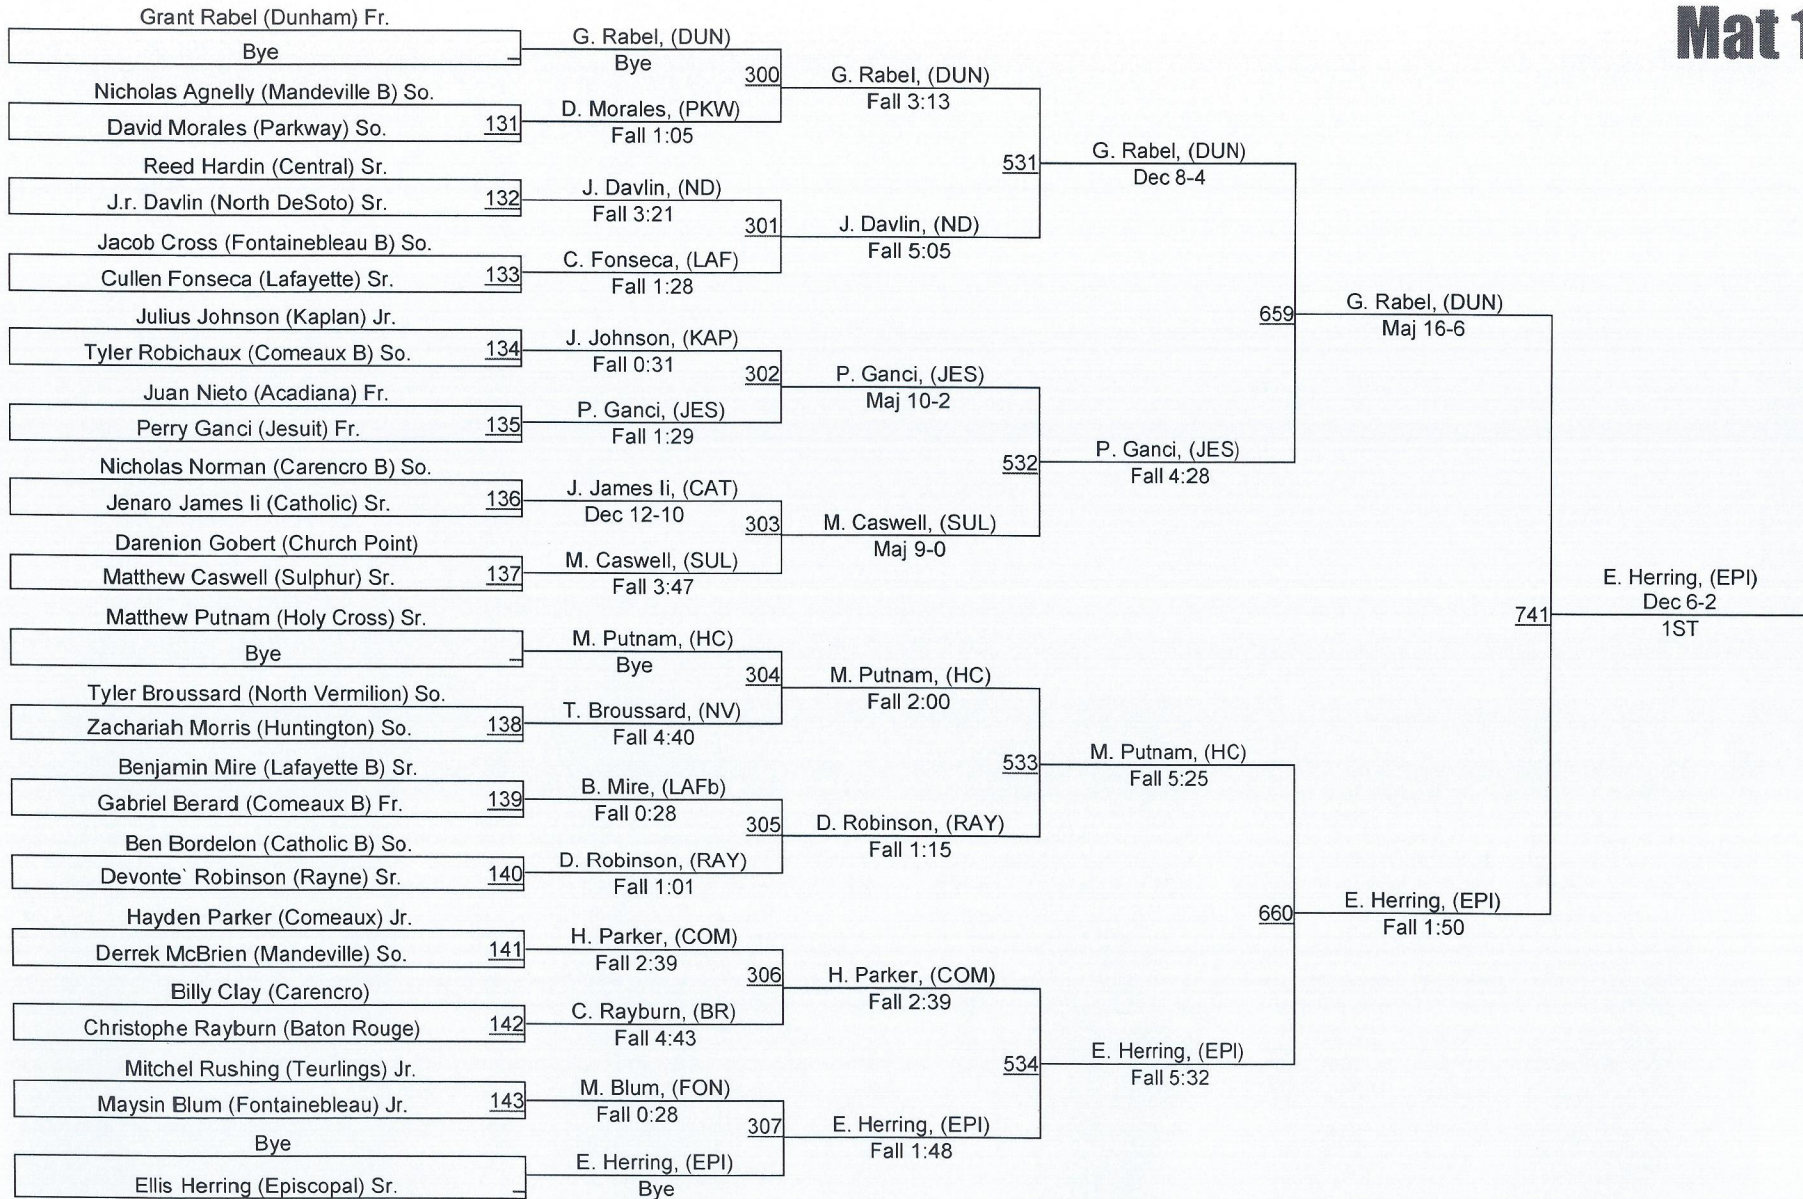 Mat 1
Grant Rabel (Dunham) Fr.
Bye
Nicholas Agnelly (Mandeville B) So.
David Morales (Parkway) So. 131
Reed Hardin (Central) Sr.
J.r. Davlin (North DeSoto) Sr. 132
Jacob Cross (Fontainebleau B) So.
Cullen Fonseca (Lafayette) Sr. 133
Julius Johnson (Kaplan) Jr.
Tyler Robichaux (Comeaux B) So. 134
Juan Nieto (Acadiana) Fr.
Perry Ganci (Jesuit) Fr. 135
Nicholas Norman (Carencro B) So.
Jenaro James Ii (Catholic) Sr. 136
Darenion Gobert (Church Point)
Matthew Caswell (Sulphur) Sr. 137
Matthew Putnam (Holy Cross) Sr.
Bye
Tyler Broussard (North Vermilion) So.
Zachariah Morris (Huntington) So. 138
Benjamin Mire (Lafayette B) Sr.
Gabriel Berard (Comeaux B) Fr. 139
Ben Bordelon (Catholic B) So.
Devonte` Robinson (Rayne) Sr. 140
Hayden Parker (Comeaux) Jr.
Derrek McBrien (Mandeville) So. 141
Billy Clay (Carencro)
Christophe Rayburn (Baton Rouge) 142
Mitchel Rushing (Teurlings) Jr.
Maysin Blum (Fontainebleau) Jr. 143
Bye
Ellis Herring (Episcopal) Sr.
G. Rabel, (DUN)
Bye
300
D. Morales, (PKW)
Fall 1:05
J. Davlin, (ND)
Fall 3:21
301
C. Fonseca, (LAF)
Fall 1:28
J. Johnson, (KAP)
Fall 0:31
302
P. Ganci, (JES)
Fall 1:29
J. James Ii, (CAT)
Dec 12-10
303
M. Caswell, (SUL)
Fall 3:47
M. Putnam, (HC)
Bye
304
T. Broussard, (NV)
Fall 4:40
B. Mire, (LAFb)
Fall 0:28
305
D. Robinson, (RAY)
Fall 1:01
H. Parker, (COM)
Fall 2:39
306
C. Rayburn, (BR)
Fall 4:43
M. Blum, (FON)
Fall 0:28
307
E. Herring, (EPI)
Bye
G. Rabel, (DUN)
Fall 3:13
531
J. Davlin, (ND)
Fall 5:05
P. Ganci, (JES)
Maj 10-2
532
M. Caswell, (SUL)
Maj 9-0
M. Putnam, (HC)
Fall 2:00
533
D. Robinson, (RAY)
Fall 1:15
H. Parker, (COM)
Fall 2:39
534
E. Herring, (EPI)
Fall 1:48
G. Rabel, (DUN)
Dec 8-4
659
P. Ganci, (JES)
Fall 4:28
M. Putnam, (HC)
Fall 5:25
660
E. Herring, (EPI)
Fall 5:32
G. Rabel, (DUN)
Maj 16-6
741
E. Herring, (EPI)
Fall 1:50
E. Herring, (EPI)
Dec 6-2
1ST